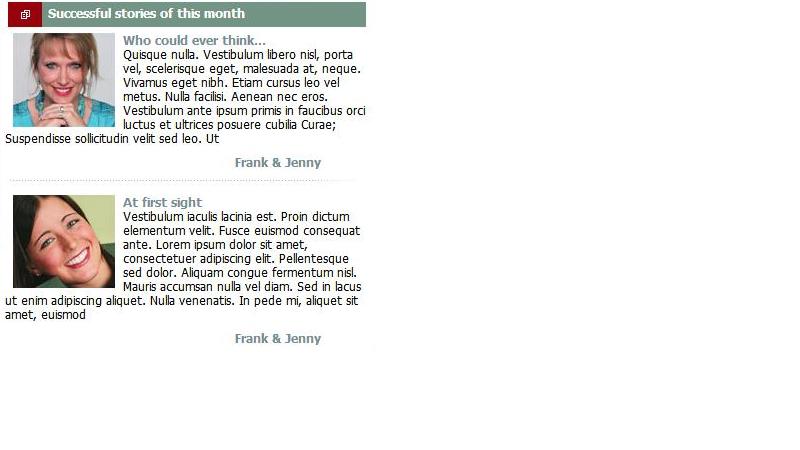 Successful stories of this month
Who could ever think...
Quisque nulla. Vestibulum libero nisl, porta
vel, scelerisque eget, malesuada at, neque.
Vivamus eget nibh. Etiam cursus leo vel
metus. Nulla facilisi. Aenean nec eros.
Vestibulum ante ipsum primis in faucibus orci
luctus et ultrices posuere cubilia Curae;
Suspendisse sollicitudin velit sed leo. Ut
Frank & Jenny
At first sight
Vestibulum iaculis lacinia est. Proin dictum
elementum velit. Fusce euismod consequat
ante. Lorem ipsum dolor sit amet,
consectetuer adipiscing elit. Pellentesque
sed dolor. Aliquam congue fermentum nisl.
Mauris accumsan nulla vel diam. Sed in lacus
ut enim adipiscing aliquet. Nulla venenatis. In pede mi, aliquet sit
amet, euismod
Frank & Jenny